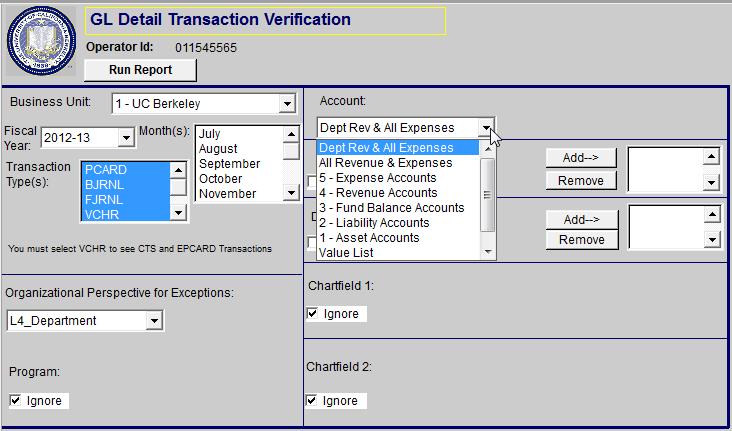 GL Detail Transaction Verification
Operator Id: 011545565
Run Report
Business Unit: 1 - UC Berkeley
Fiscal Year: 2012-13
Month(s):
July
August
September
October
November
Transaction Type(s):
PCARD
BJRNL
FJRNL
VCHR
You must select VCHR to see CTS and EPCARD Transactions
Organizational Perspective for Exceptions:
L4_Department
Program:
Ignore
Account:
Dept Rev & All Expenses
Dept Rev & All Expenses
All Revenue & Expenses
5 - Expense Accounts
4 - Revenue Accounts
3 - Fund Balance Accounts
2 - Liability Accounts
1 - Asset Accounts
Value List
Add-->
Remove
Add-->
Remove
Chartfield 1:
Ignore
Chartfield 2:
Ignore